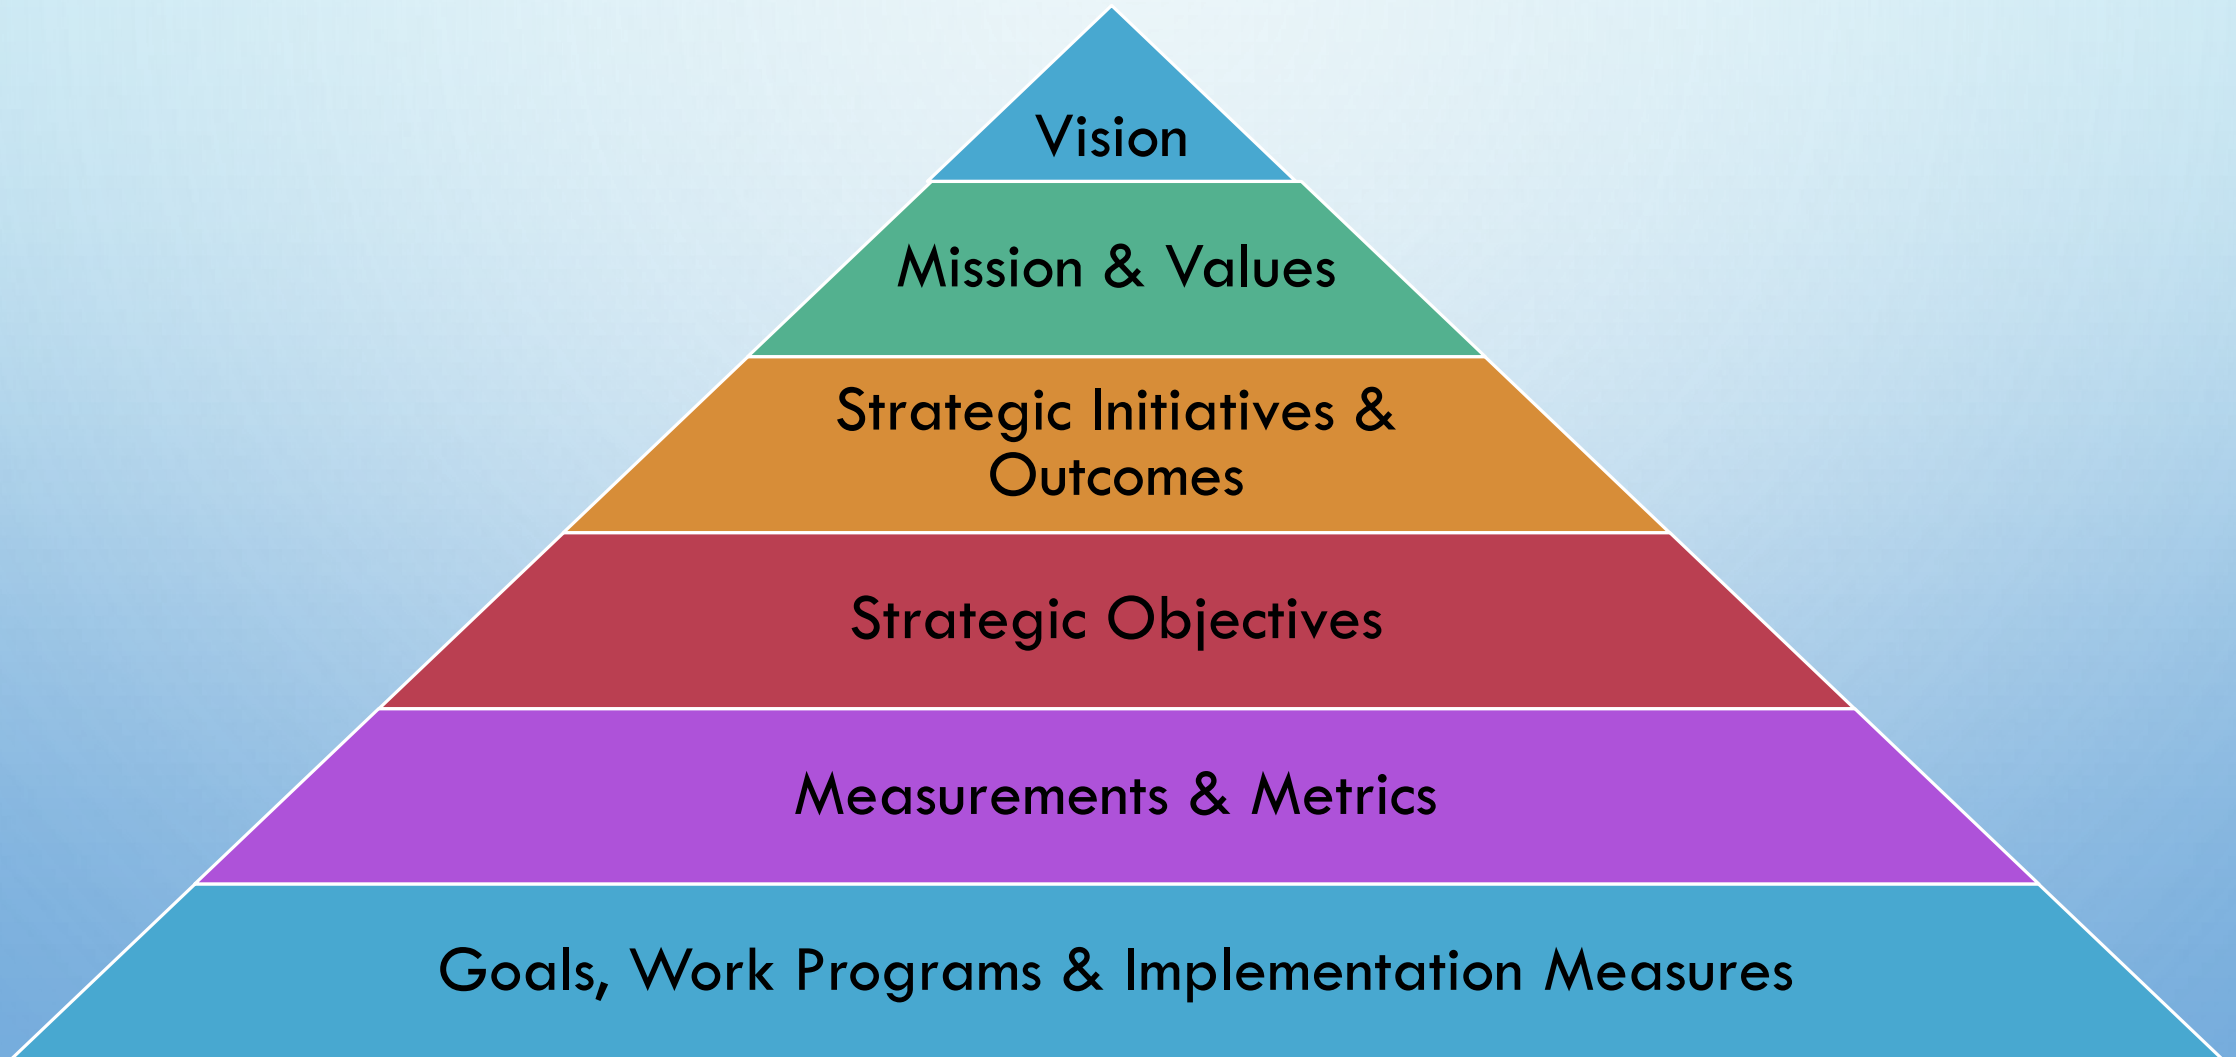 Vision
Mission & Values
Strategic Initiatives &
Outcomes
Strategic Objectives
Measurements & Metrics
Goals, Work Programs & Implementation Measures